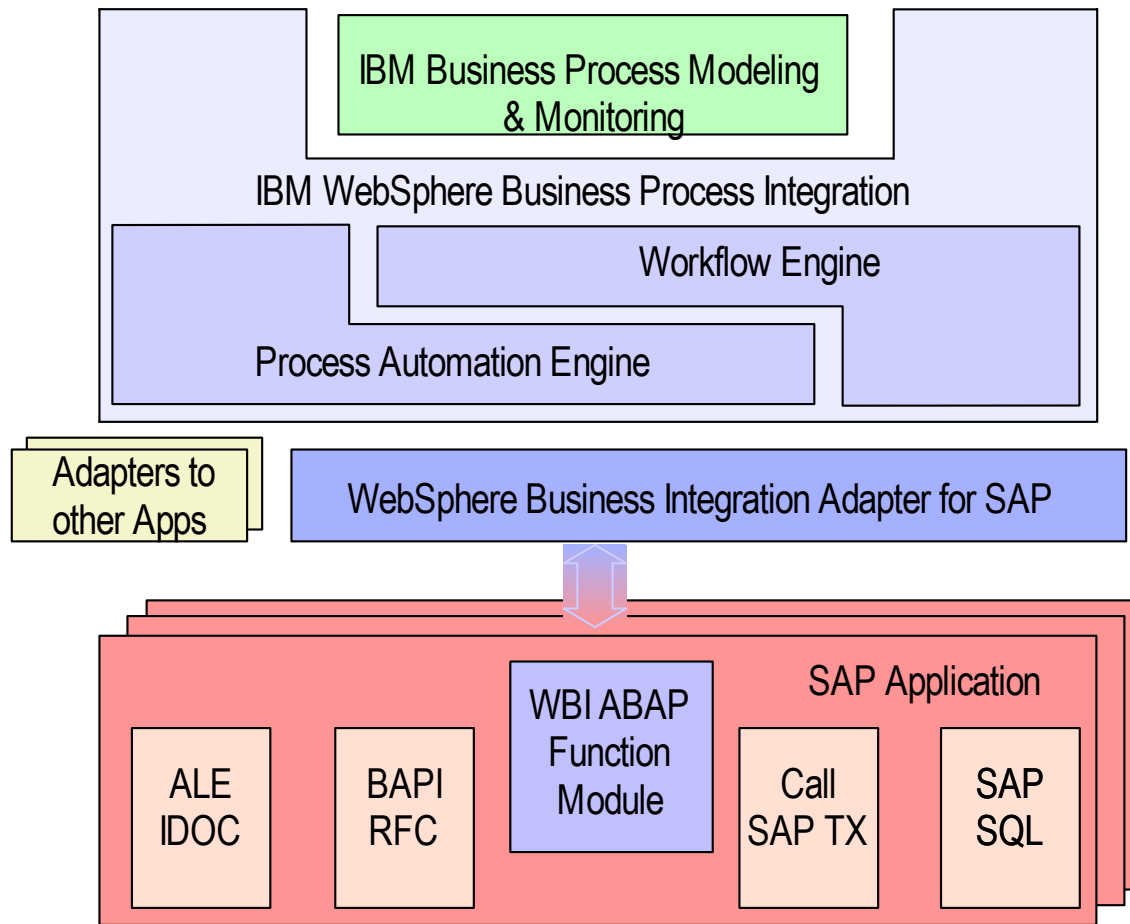 IBM Business Process Modeling
& Monitoring
IBM WebSphere Business Process Integration
Workflow Engine
Process Automation Engine
Adapters to
other Apps
WebSphere Business Integration Adapter for SAP
SAP Application
WBI ABAP
Function
Module
ALE
IDOC
BAPI
RFC
Call
SAP TX
SAP
SQL